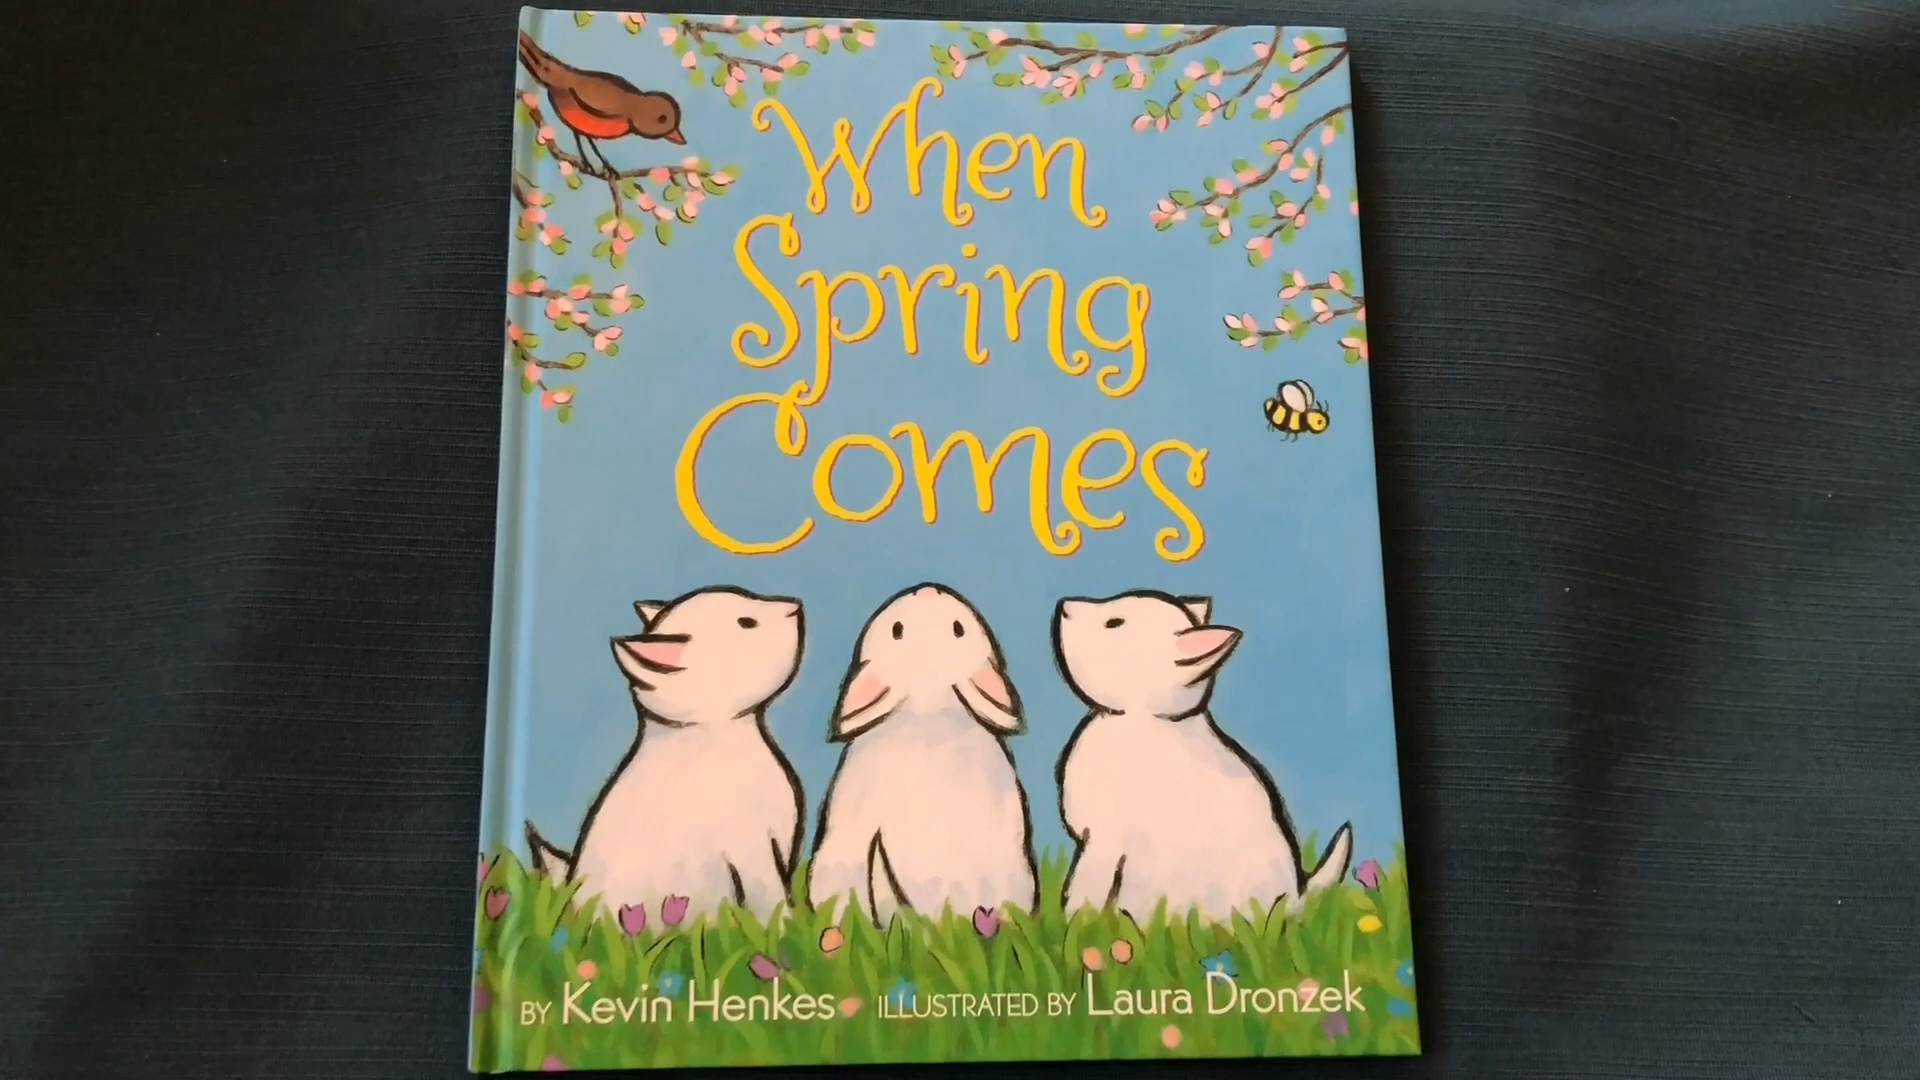 When
Spring
Comes
BY Kevin Henkes ILLUSTRATED BY Laura Dronzek